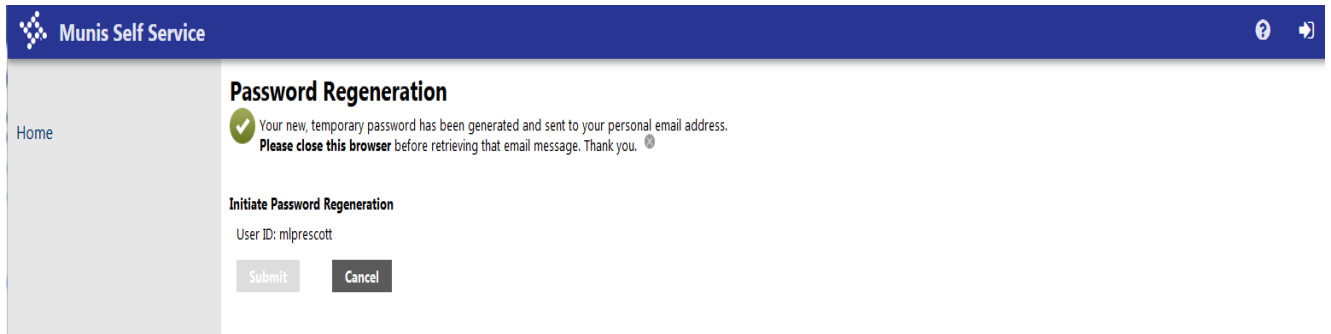 Munis Self Service
Home
Password Regeneration
Your new, temporary password has been generated and sent to your personal email address.
Please close this browser before retrieving that email message. Thank you.
Initiate Password Regeneration
User ID: mlprescott
Submit Cancel